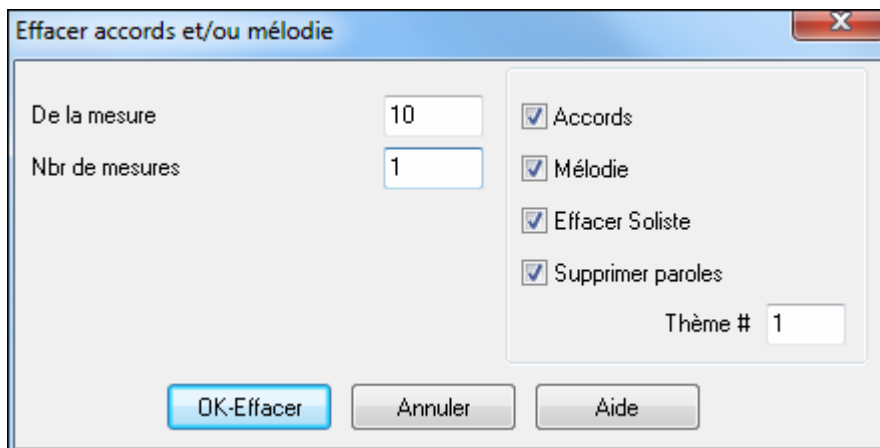 Effacer accords et/ou mélodie
De la mesure 10
Nbr de mesures 1
Accords
Mélodie
Effacer Soliste
Supprimer paroles
Thème # 1
OK-Effacer Annuler Aide